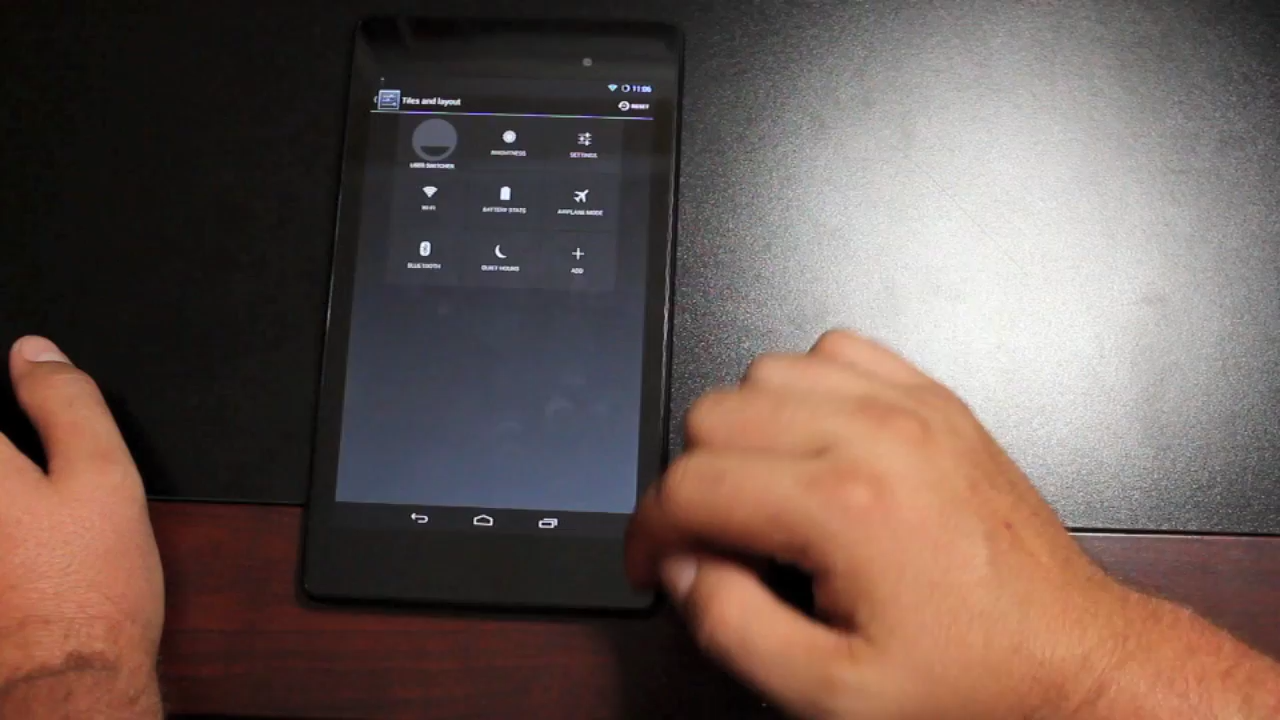 11:06
Tiles and layout
RESET
USER SWITCHER
BRIGHTNESS
SETTINGS
WI-FI
BATTERY STATS
AIRPLANE MODE
BLUETOOTH
QUIET HOURS
ADD